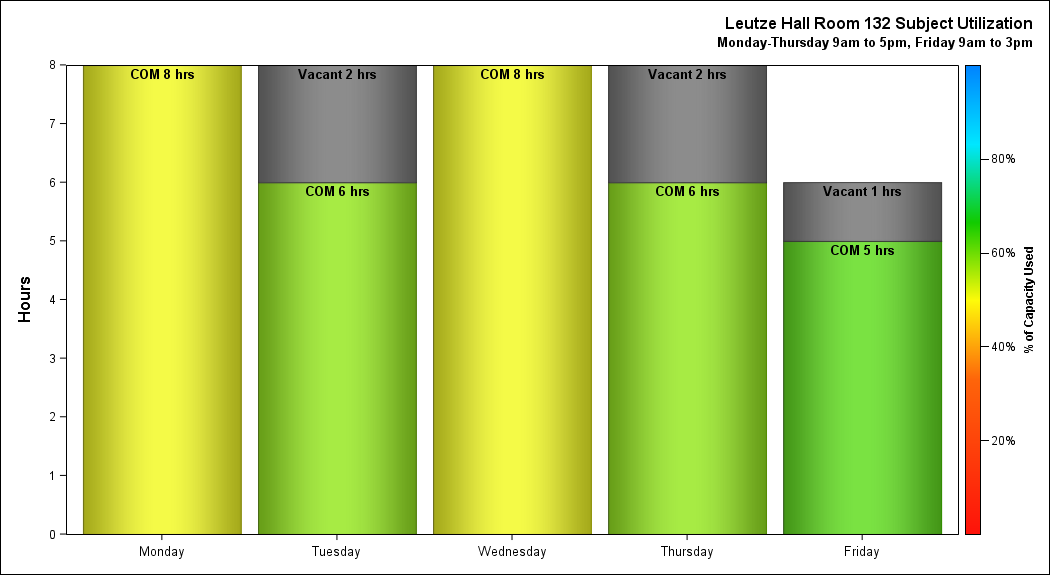 Leutze Hall Room 132 Subject Utilization
Monday-Thursday 9am to 5pm, Friday 9am to 3pm
Hours
8
7
6
5
4
3
2
1
0
COM 8 hrs
Vacant 2 hrs
COM 6 hrs
COM 8 hrs
Vacant 2 hrs
COM 6 hrs
Vacant 1 hrs
COM 5 hrs
Monday
Tuesday
Wednesday
Thursday
Friday
80%
60%
40%
20%
% of Capacity Used